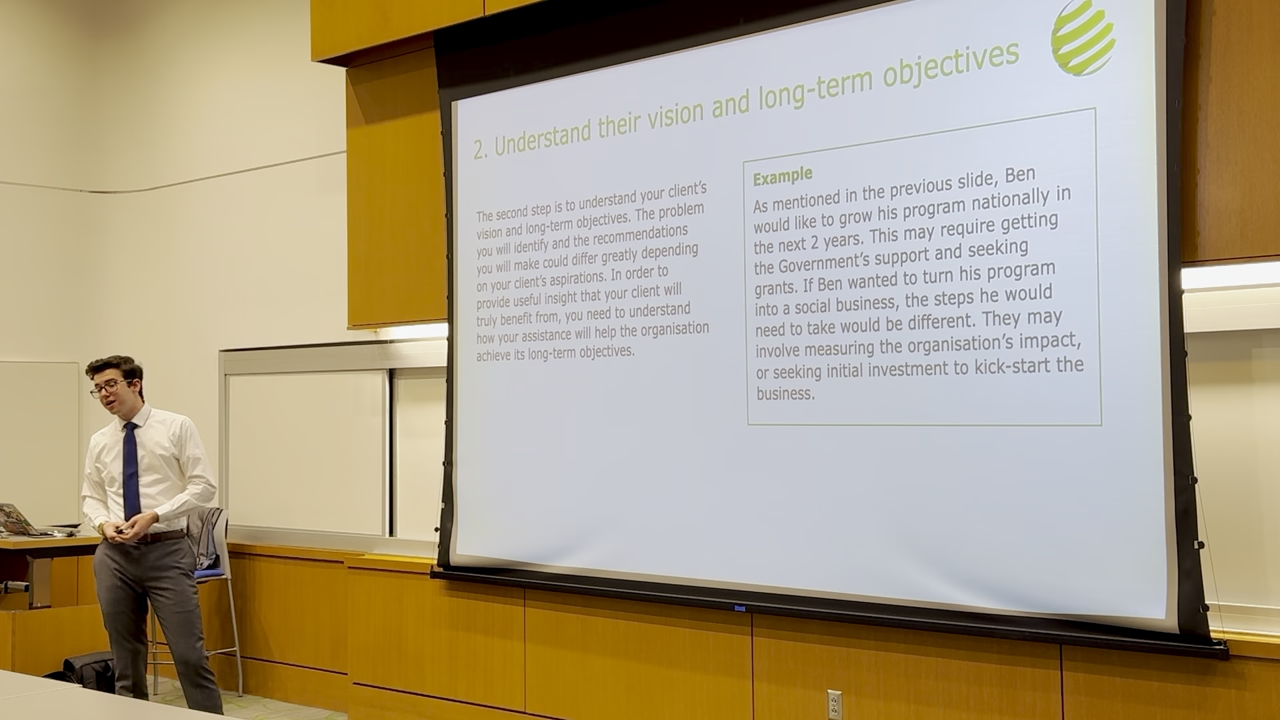 2. Understand their vision and long-term objectives
The second step is to understand your client's
vision and long-term objectives. The problem
you will identify and the recommendations
you will make could differ greatly depending
on your client's aspirations. In order to
provide useful insight that your client will
truly benefit from, you need to understand
how your assistance will help the organisation
achieve its long-term objectives.
Example
As mentioned in the previous slide, Ben
would like to grow his program nationally in
the next 2 years. This may require getting
the Government's support and seeking
grants. If Ben wanted to turn his program
into a social business, the steps he would
need to take would be different. They may
involve measuring the organisation's impact,
or seeking initial investment to kick-start the
business.